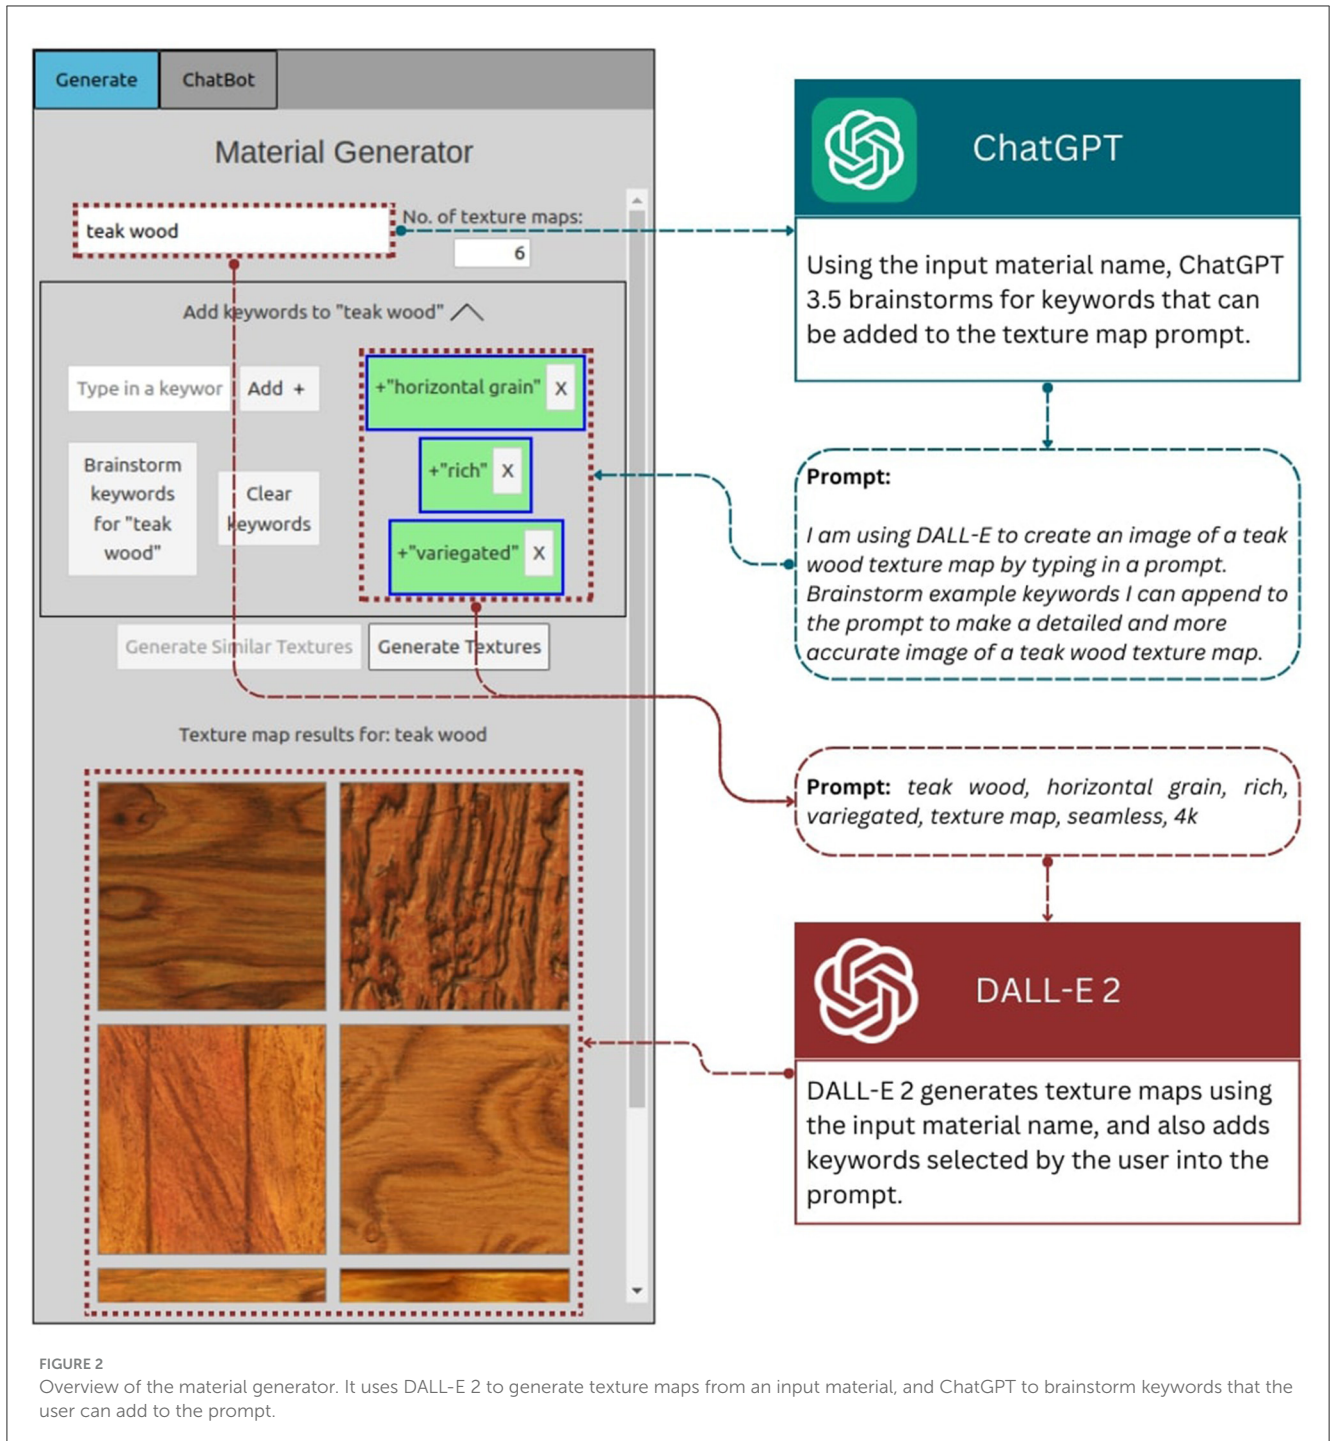 Generate
ChatBot
Material Generator
teak wood
No. of texture maps:
6
Add keywords to "teak wood"
Type in a keywor
Add +
Brainstorm
keywords
for "teak
wood"
Clear
keywords
+"horizontal grain" X
+"rich" X
+"variegated" X
Generate Similar Textures
Generate Textures
Texture map results for: teak wood
ChatGPT
Using the input material name, ChatGPT
3.5 brainstorms for keywords that can
be added to the texture map prompt.
Prompt:
I am using DALL-E to create an image of a teak
wood texture map by typing in a prompt.
Brainstorm example keywords I can append to
the prompt to make a detailed and more
accurate image of a teak wood texture map.
Prompt: teak wood, horizontal grain, rich,
variegated, texture map, seamless, 4k
DALL-E 2
DALL-E 2 generates texture maps using
the input material name, and also adds
keywords selected by the user into the
prompt.
FIGURE 2
Overview of the material generator. It uses DALL-E 2 to generate texture maps from an input material, and ChatGPT to brainstorm keywords that the
user can add to the prompt.